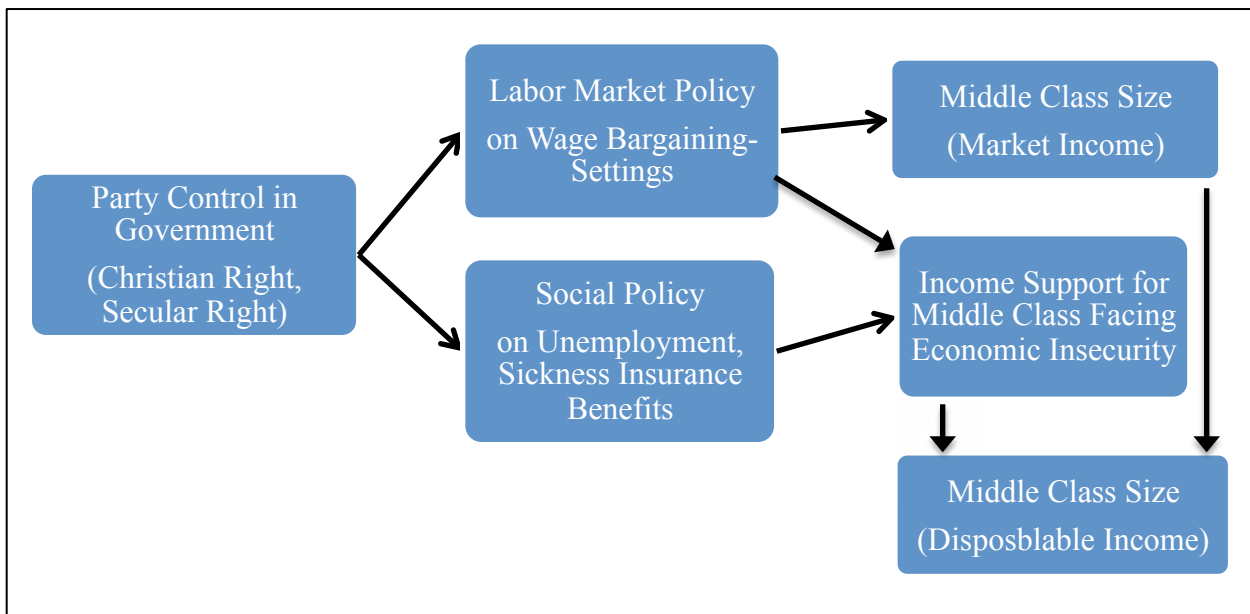 Party Control in
Government
(Christian Right,
Secular Right)
Labor Market Policy
on Wage Bargaining-
Settings
Social Policy
on Unemployment,
Sickness Insurance
Benefits
Middle Class Size
(Market Income)
Income Support for
Middle Class Facing
Economic Insecurity
Middle Class Size
(Disposblable Income)